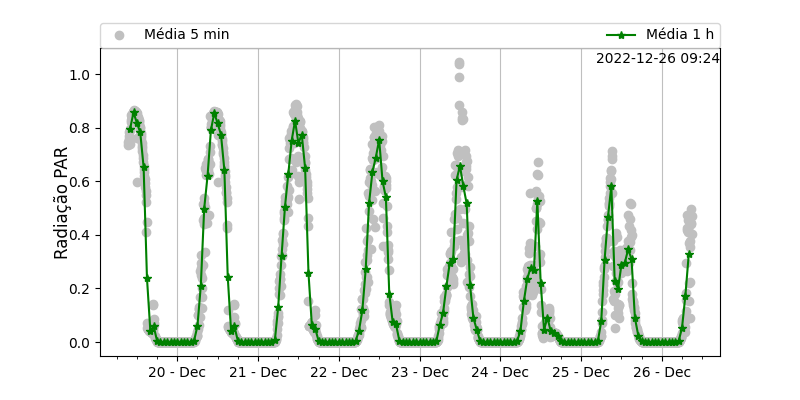 Média 5 min
Média 1 h
2022-12-26 09:24
Radiação PAR
1.0
0.8
0.6
0.4
0.2
0.0
20 - Dec
21 - Dec
22 - Dec
23 - Dec
24 - Dec
25 - Dec
26 - Dec